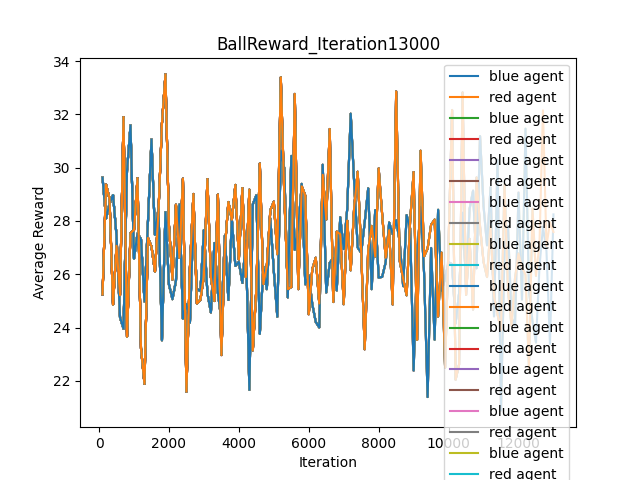 BallReward_Iteration13000
34
32
30
28
26
24
22
Average Reward
0
2000
4000
6000
8000
10000
12000
Iteration
blue agent
red agent
blue agent
red agent
blue agent
red agent
blue agent
red agent
blue agent
red agent
blue agent
red agent
blue agent
red agent
blue agent
red agent
blue agent
red agent
blue agent
red agent